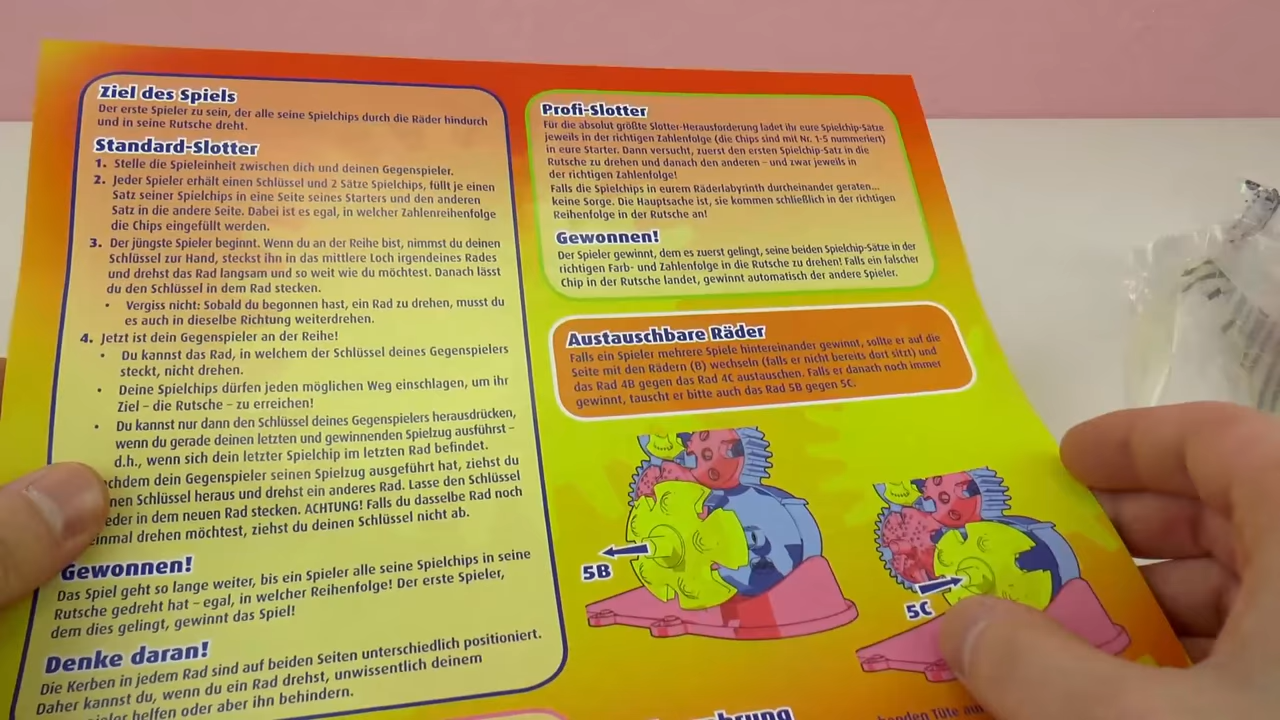 Ziel des Spiels
Der erste Spieler zu sein, der alle seine Spielchips durch die Räder hindurch
und in seine Rutsche dreht.
Standard-Slotter
1. Stelle die Spieleinheit zwischen dich und deinen Gegenspieler.
2. Jeder Spieler erhält einen Schlüssel und 2 Sätze Spielchips, füllt je einen
Satz seiner Spielchips in eine Seite seines Starters und den anderen
Satz in die andere Seite. Dabei ist es egal, in welcher Zahlenreihenfolge
die Chips eingefüllt werden.
3. Der jüngste Spieler beginnt. Wenn du an der Reihe bist, nimmst du deinen
Schlüssel zur Hand, steckst ihn in das mittlere Loch irgendeines Rades
und drehst das Rad langsam und so weit wie du möchtest. Danach lässt
du den Schlüssel in dem Rad stecken.
• Vergiss nicht: Sobald du begonnen hast, ein Rad zu drehen, musst du
es auch in dieselbe Richtung weiterdrehen.
4. Jetzt ist dein Gegenspieler an der Reihe!
• Du kannst das Rad, in welchem der Schlüssel deines Gegenspielers
steckt, nicht drehen.
• Deine Spielchips dürfen jeden möglichen Weg einschlagen, um ihr
Ziel – die Rutsche – zu erreichen!
• Du kannst nur dann den Schlüssel deines Gegenspielers herausdrücken,
wenn du gerade deinen letzten und gewinnenden Spielzug ausführst –
d.h., wenn sich dein letzter Spielchip im letzten Rad befindet.
chdem dein Gegenspieler seinen Spielzug ausgeführt hat, ziehst du
nen Schlüssel heraus und drehst ein anderes Rad. Lasse den Schlüssel
eder in dem neuen Rad stecken. ACHTUNG! Falls du dasselbe Rad noch
einmal drehen möchtest, ziehst du deinen Schlüssel nicht ab.
Gewonnen!
Das Spiel geht so lange weiter, bis ein Spieler alle seine Spielchips in seine
Rutsche gedreht hat – egal, in welcher Reihenfolge! Der erste Spieler,
dem dies gelingt, gewinnt das Spiel!
Denke daran!
Die Kerben in jedem Rad sind auf beiden Seiten unterschiedlich positioniert.
Daher kannst du, wenn du ein Rad drehst, unwissentlich deinem
helfen oder aber ihn behindern.
Profi-Slotter
Für die absolut größte Slotter-Herausforderung ladet ihr eure Spielchip-Sätze
jeweils in der richtigen Zahlenfolge (die Chips sind mit Nr. 1-5 nummeriert)
in eure Starter. Dann versucht, zuerst den ersten Spielchip-Satz in die
Rutsche zu drehen und danach den anderen – und zwar jeweils in
der richtigen Zahlenfolge!
Falls die Spielchips in eurem Räderlabyrinth durcheinander geraten...
keine Sorge. Die Hauptsache ist, sie kommen schließlich in der richtigen
Reihenfolge in der Rutsche an!
Gewonnen!
Der Spieler gewinnt, dem es zuerst gelingt, seine beiden Spielchip-Sätze in der
richtigen Farb- und Zahlenfolge in die Rutsche zu drehen! Falls ein falscher
Chip in der Rutsche landet, gewinnt automatisch der andere Spieler.
Austauschbare Räder
Falls ein Spieler mehrere Spiele hintereinander gewinnt, sollte er auf die
Seite mit den Rädern (B) wechseln (falls er nicht bereits dort sitzt) und
das Rad 4B gegen das Rad 4C austauschen. Falls er danach noch immer
gewinnt, tauscht er bitte auch das Rad 5B gegen 5C.
5B
5C